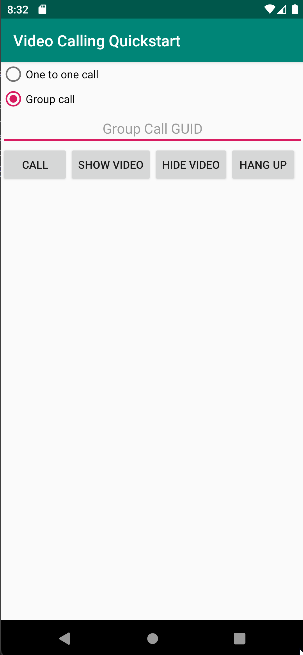 8:32
Video Calling Quickstart
One to one call
Group call
Group Call GUID
CALL SHOW VIDEO HIDE VIDEO HANG UP